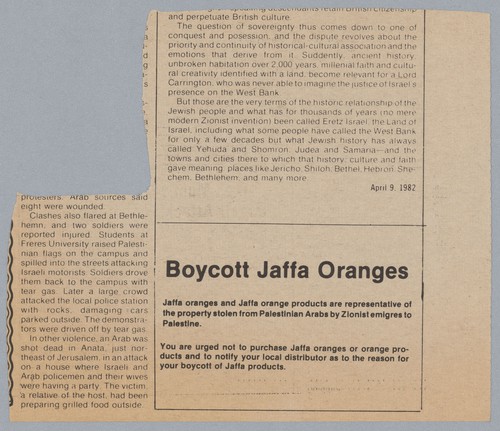 and perpetuate British culture.
The question of sovereignty thus comes down to one of
conquest and posession, and the dispute revolves about the
priority and continuity of historical-cultural association and the
emotions that derive from it. Suddently, ancient history,
unbroken habitation over 2,000 years, millenial faith and cultu-
ral creativity identified with a land, become relevant for a Lord
Carrington, who was never able to imagine the justice of Israel's
presence on the West Bank.
But those are the very terms of the historic relationship of the
Jewish people and what has for thousands of years (no mere
modern Zionist invention) been called Eretz Israel, the Land of
Israel, including what some people have called the West Bank
for only a few decades but what Jewish history has always
called Yehuda and Shomron, Judea and Samaria—and the
towns and cities there to which that history, culture and faith
gave meaning: places like Jericho, Shiloh, Bethel, Hebron, She-
chem, Bethlehem, and many more.
April 9, 1982
protesters. Arab sources said
eight were wounded.
Clashes also flared at Bethle-
hemn, and two soldiers were
reported injured. Students at
Freres University raised Palesti-
nian flags on the campus and
spilled into the streets attacking
Israeli motorists. Soldiers drove
them back to the campus with
tear gas. Later a large crowd
attacked the local police station
with rocks, damaging cars
parked outside. The demonstra-
tors were driven off by tear gas.
In other violence, an Arab was
shot dead in Anata, just nor-
theast of Jerusalem, in an attack
on a house where Israeli and
Arab policemen and their wives
were having a party. The victim,
a relative of the host, had been
preparing grilled food outside.
Boycott Jaffa Oranges
Jaffa oranges and Jaffa orange products are representative of
the property stolen from Palestinian Arabs by Zionist emigres to
Palestine.
You are urged not to purchase Jaffa oranges or orange pro-
ducts and to notify your local distributor as to the reason for
your boycott of Jaffa products.